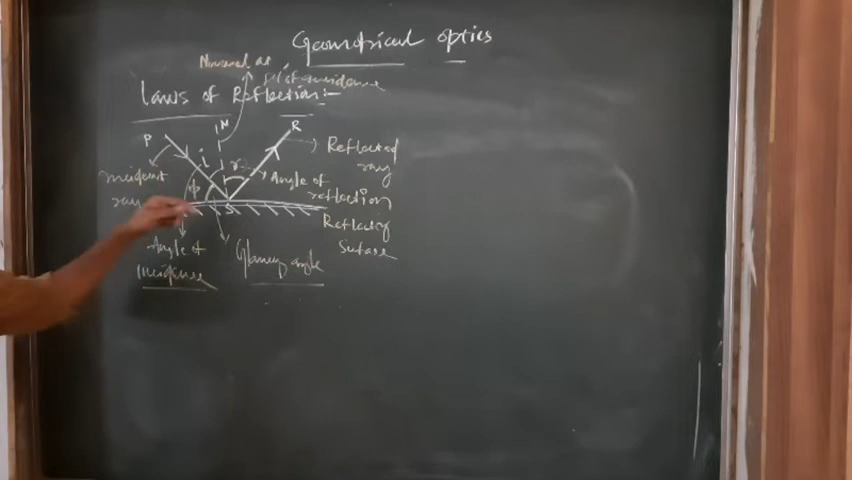 Geometrical optics
Normal at
pt of incidence
Laws of Reflection:-
N
P
R
i
r
Reflected
ray
incident
ray
Angle of
reflection
φ
S
Reflecting
Surface
Angle of
incidence
Glancing angle